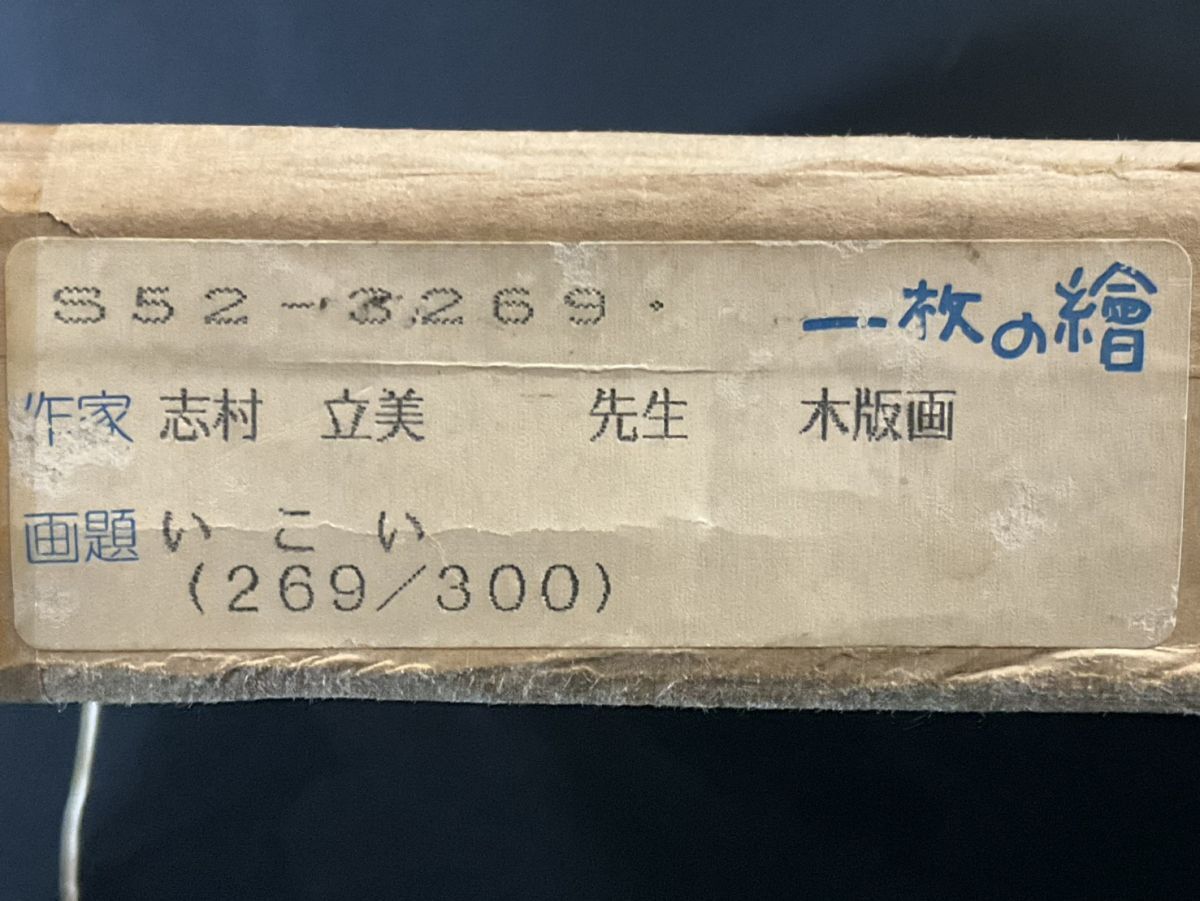 S52-3269
一枚の繪
作家 志村 立美 先生 木版画
画題 いこい
(269/300)